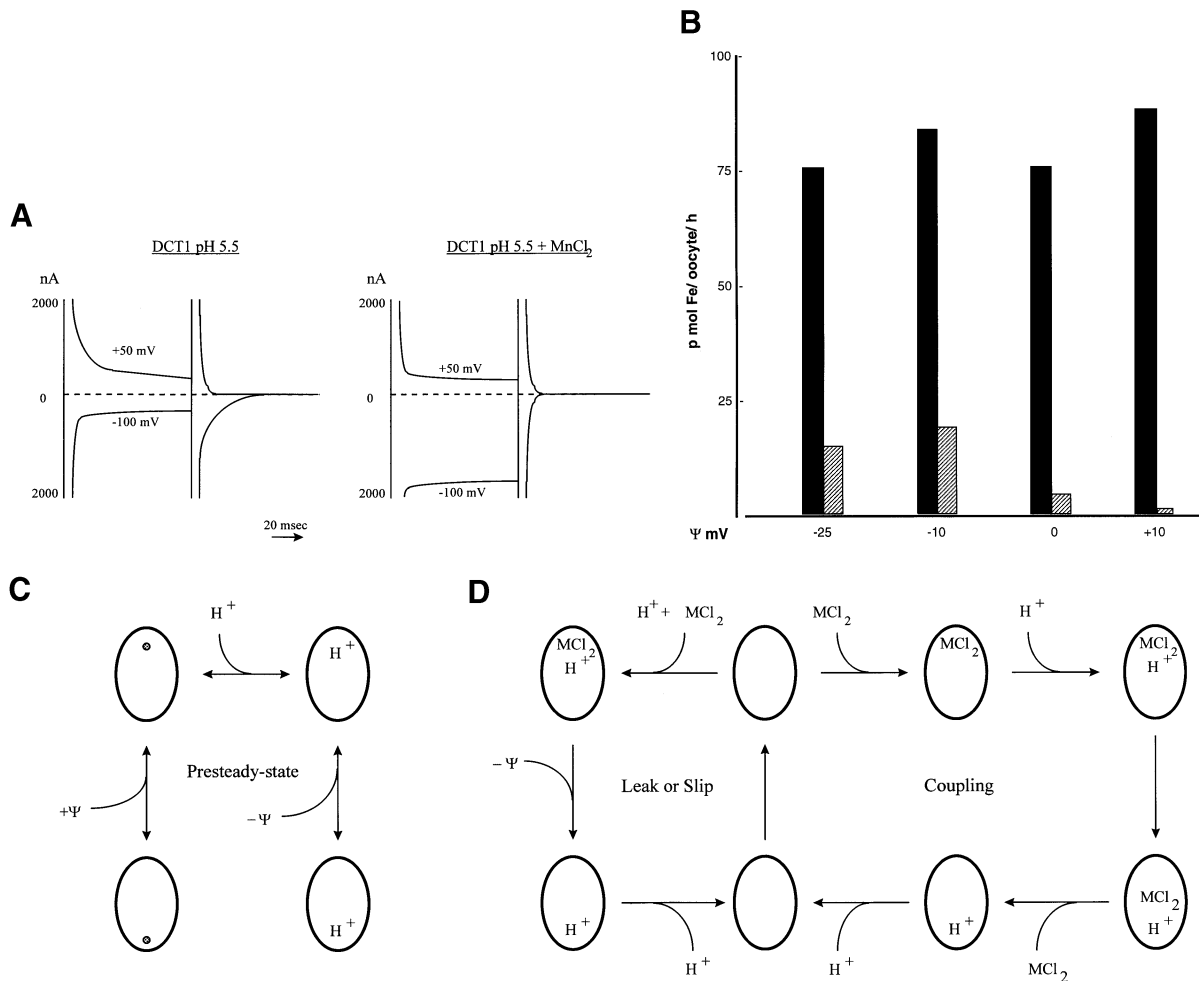 A
DCT1 pH 5.5
nA
2000
+50 mV
0
-100 mV
2000
20 msec
DCT1 pH 5.5 + MnCl2
nA
2000
+50 mV
0
-100 mV
2000
B
p mol Fe/ oocyte/ h
100
75
50
25
Ψ mV
-25
-10
0
+10
C
H+
H+
Presteady-state
+Ψ
−Ψ
H+
D
H+ + MCl2
MCl2
H+
MCl2
H+
MCl2
MCl2
H+
−Ψ
Leak or Slip
Coupling
H+
H+
MCl2
H+
H+
H+
MCl2